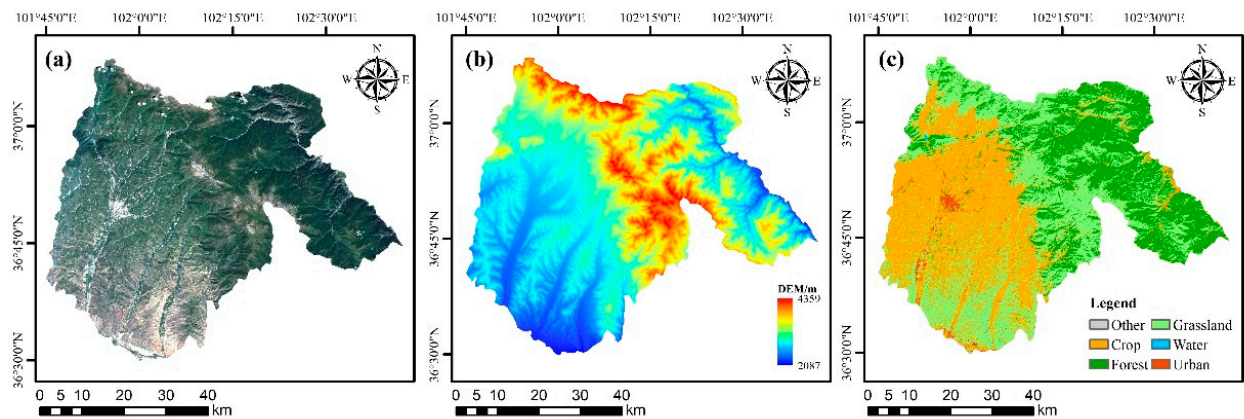 101°45'0"E 102°0'0"E 102°15'0"E 102°30'0"E
101°45'0"E 102°0'0"E 102°15'0"E 102°30'0"E
101°45'0"E 102°0'0"E 102°15'0"E 102°30'0"E
(a)
N
W E
S
37°0'0"N
36°45'0"N
36°30'0"N
0 5 10 20 30 40
km
(b)
N
W E
S
37°0'0"N
36°45'0"N
36°30'0"N
DEM/m
4359
2087
0 5 10 20 30 40
km
(c)
N
W E
S
37°0'0"N
36°45'0"N
36°30'0"N
Legend
Other Grassland
Crop Water
Forest Urban
0 5 10 20 30 40
km